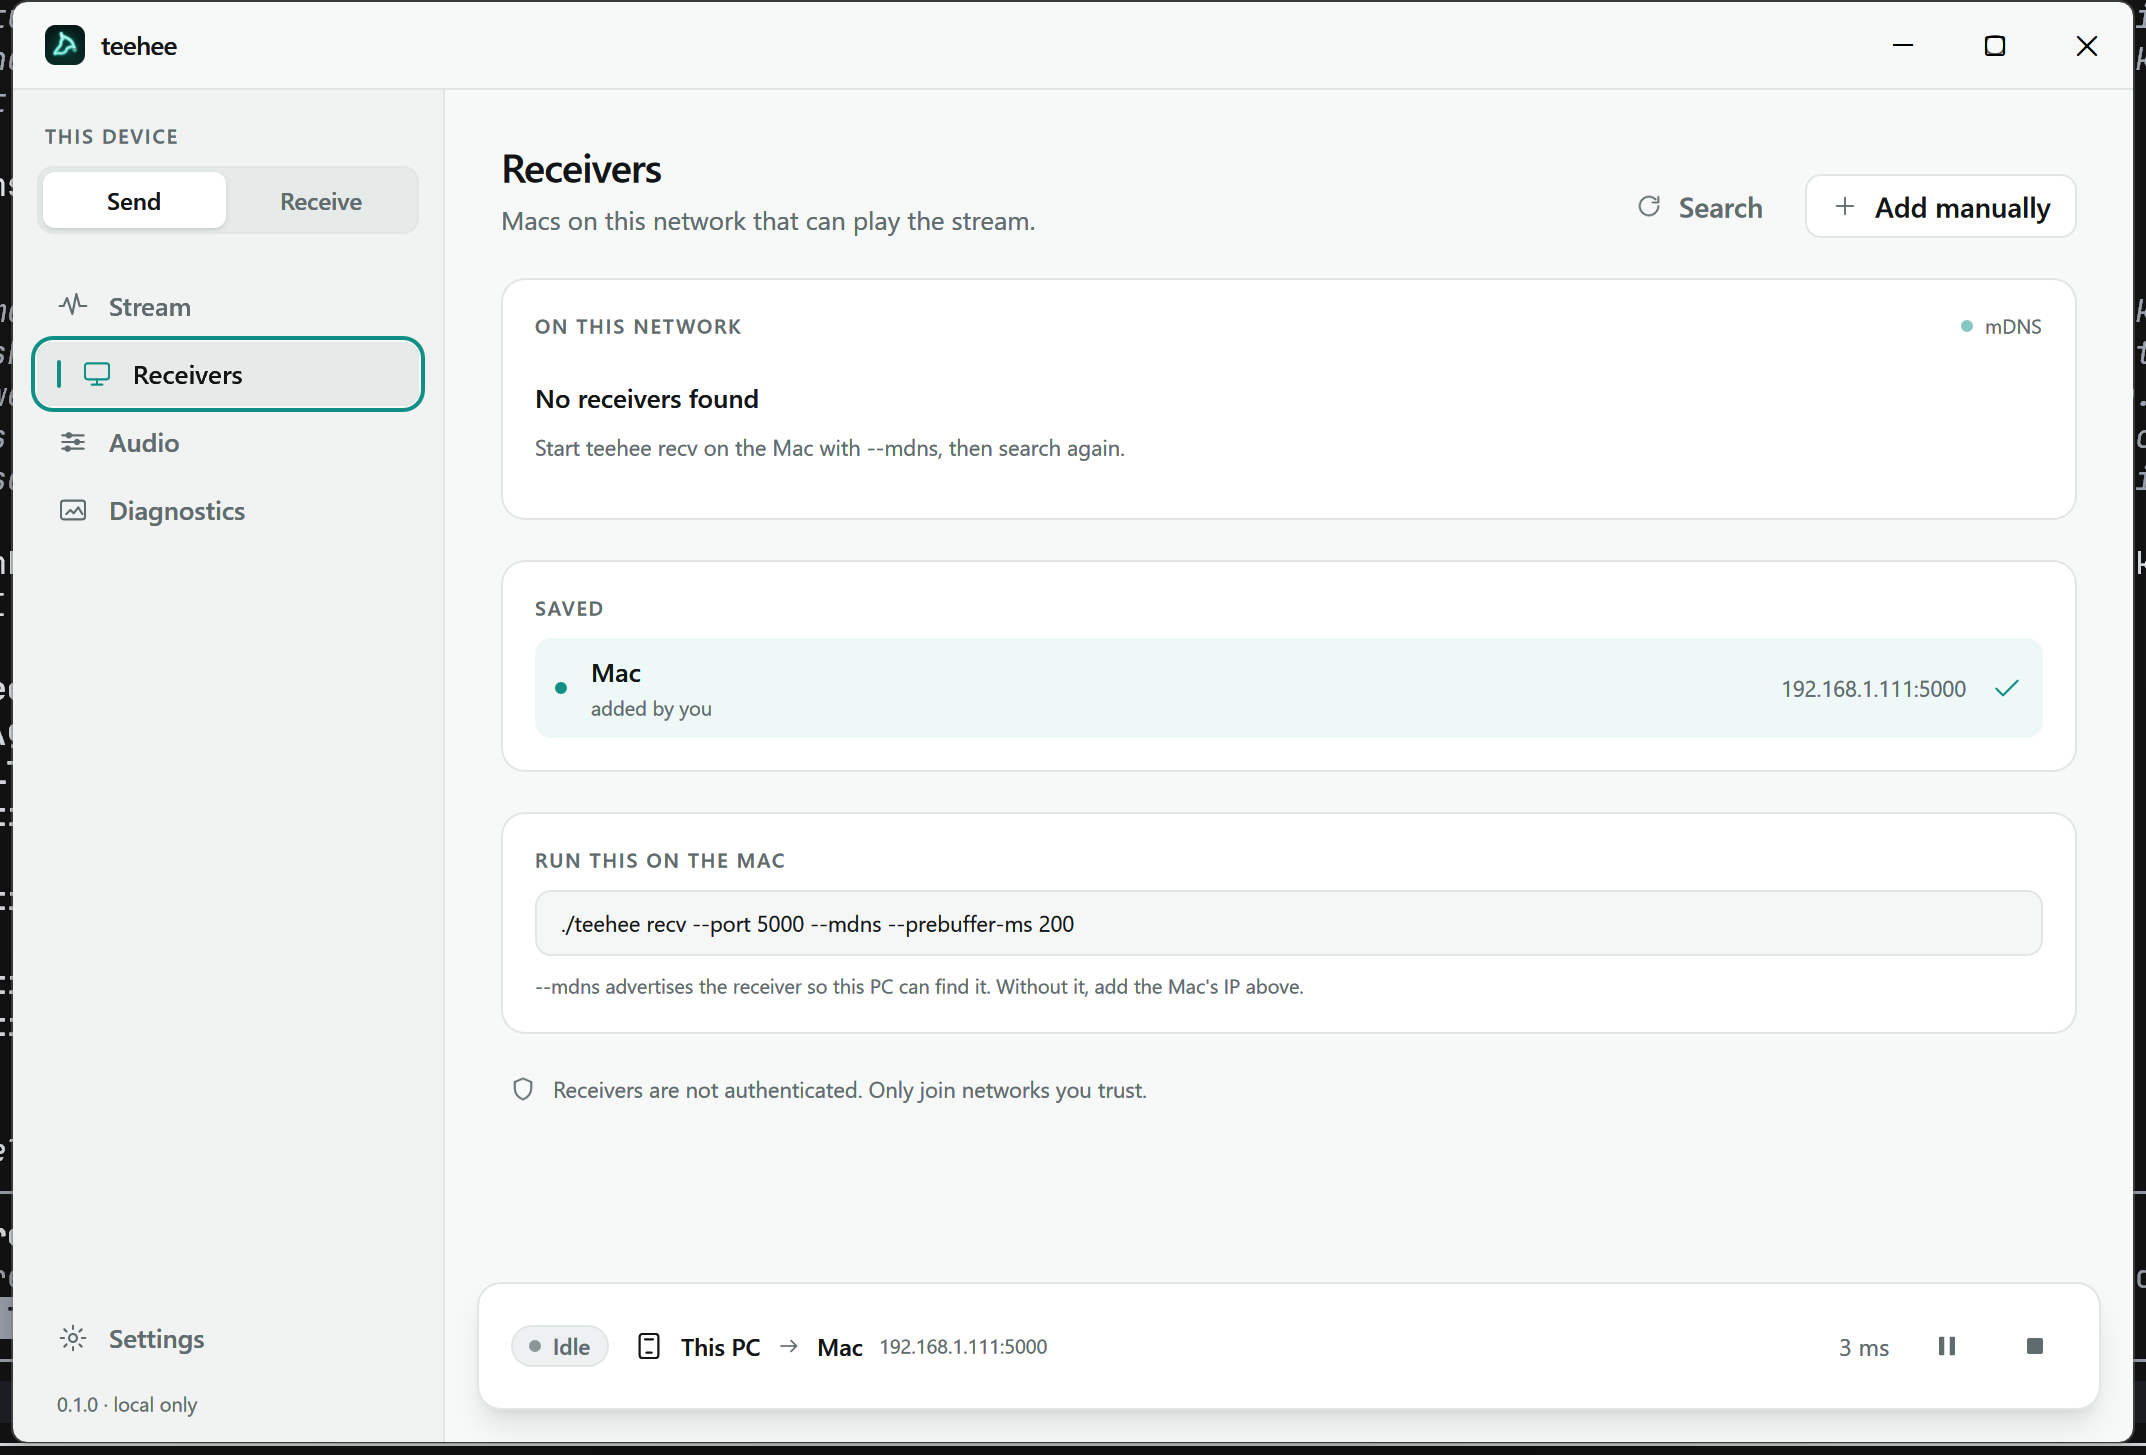 teehee
THIS DEVICE
Send
Receive
Stream
Receivers
Audio
Diagnostics
Settings
0.1.0 · local only
Receivers
Macs on this network that can play the stream.
Search
+ Add manually
ON THIS NETWORK
mDNS
No receivers found
Start teehee recv on the Mac with --mdns, then search again.
SAVED
Mac
added by you
192.168.1.111:5000
RUN THIS ON THE MAC
./teehee recv --port 5000 --mdns --prebuffer-ms 200
--mdns advertises the receiver so this PC can find it. Without it, add the Mac's IP above.
Receivers are not authenticated. Only join networks you trust.
Idle
This PC → Mac 192.168.1.111:5000
3 ms